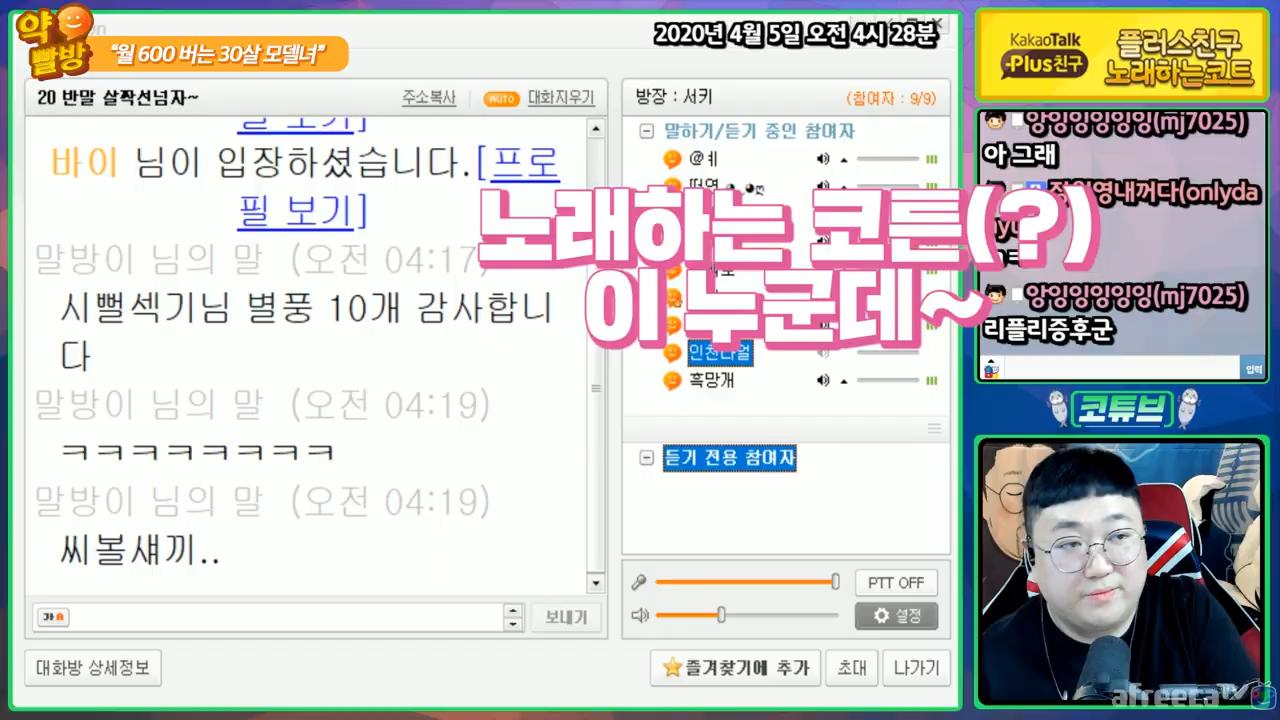 약
빨방
“월 600 버는 30살 모델녀”
2020년 4월 5일 오전 4시 28분
20 반말 살짝선넘자~
주소복사
AUTO
대화지우기
바이 님이 입장하셨습니다.[프로
필 보기]
말방이 님의 말 (오전 04:17)
시뻘섹기님 별풍 10개 감사합니
다
말방이 님의 말 (오전 04:19)
ㅋㅋㅋㅋㅋㅋㅋㅋ
말방이 님의 말 (오전 04:19)
씨볼섀끼..
가
보내기
대화방 상세정보
방장 : 서키
(참여자 : 9/9)
말하기/듣기 중인 참여자
노래하는 코튼(?)
이 누군데~
흑망개
듣기 전용 참여자
PTT OFF
설정
즐겨찾기에 추가
초대
나가기
KakaoTalk
Plus친구
플러스친구
노래하는코트
앙잉잉잉잉잉(mj7025)
아 그래
앙잉잉잉잉잉(mj7025)
리플리증후군
입력
코튜브
afreecaTV